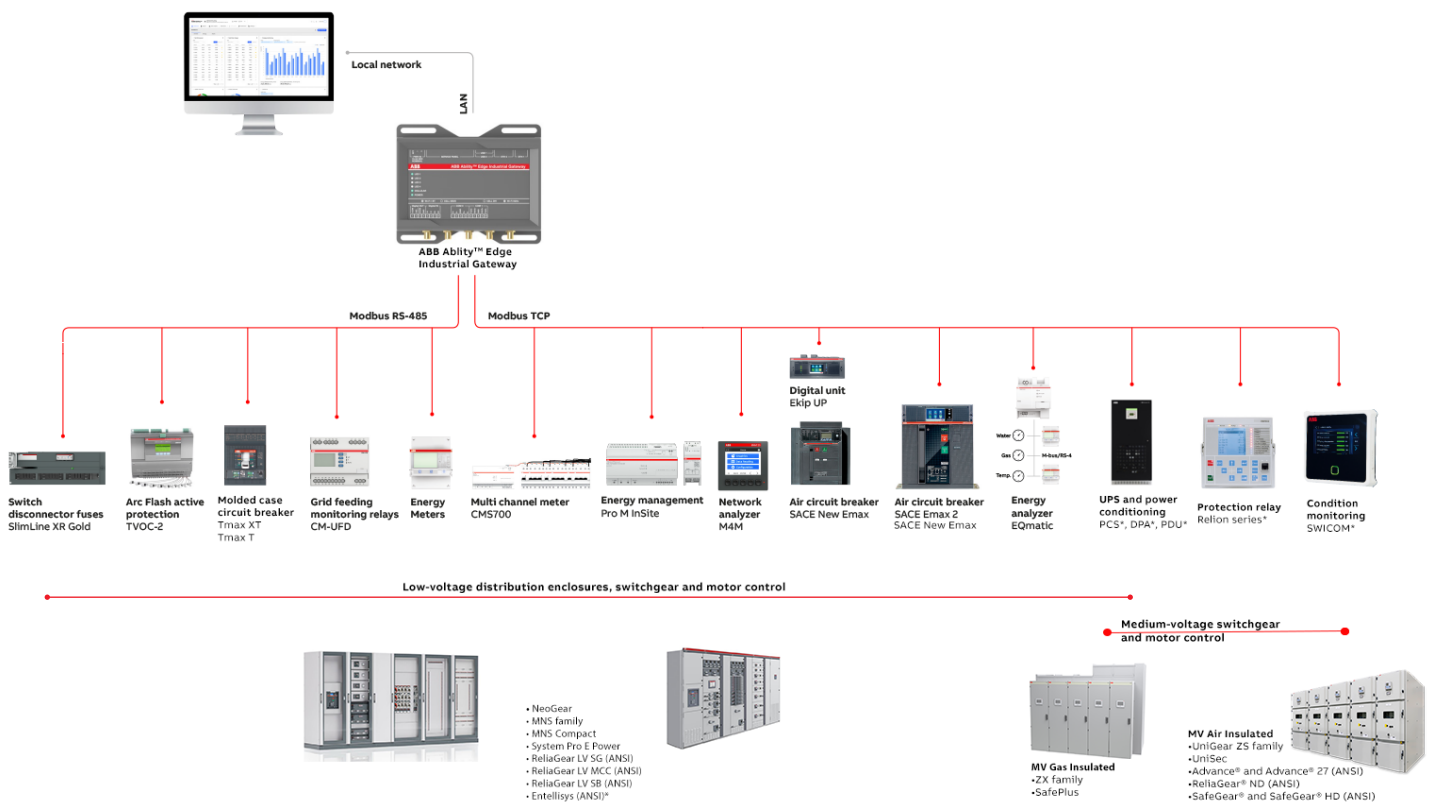 Local network
LAN
ABB
ABB Ability™ Edge Industrial Gateway
ABB Ablity™ Edge
Industrial Gateway
Modbus RS-485
Modbus TCP
Switch
disconnector fuses
SlimLine XR Gold
Arc Flash active
protection
TVOC-2
Molded case
circuit breaker
Tmax XT
Tmax T
Grid feeding
monitoring relays
CM-UFD
Energy
Meters
Multi channel meter
CMS700
Energy management
Pro M InSite
Network
analyzer
M4M
Digital unit
Ekip UP
Air circuit breaker
SACE New Emax
Air circuit breaker
SACE Emax 2
SACE New Emax
Water
Gas
M-bus/RS-4
Temp.
Energy
analyzer
EQmatic
UPS and power
conditioning
PCS*, DPA*, PDU*
Protection relay
Relion series*
Condition
monitoring
SWICOM*
Low-voltage distribution enclosures, switchgear and motor control
Medium-voltage switchgear
and motor control
• NeoGear
• MNS family
• MNS Compact
• System Pro E Power
• ReliaGear LV SG (ANSI)
• ReliaGear LV MCC (ANSI)
• ReliaGear LV SB (ANSI)
• Entellisys (ANSI)*
MV Gas Insulated
•ZX family
•SafePlus
MV Air Insulated
•UniGear ZS family
•UniSec
•Advance® and Advance® 27 (ANSI)
•ReliaGear® ND (ANSI)
•SafeGear® and SafeGear® HD (ANSI)